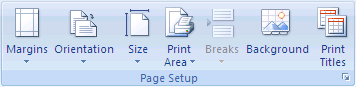 Margins Orientation Size Print Area Breaks Background Print Titles
Page Setup